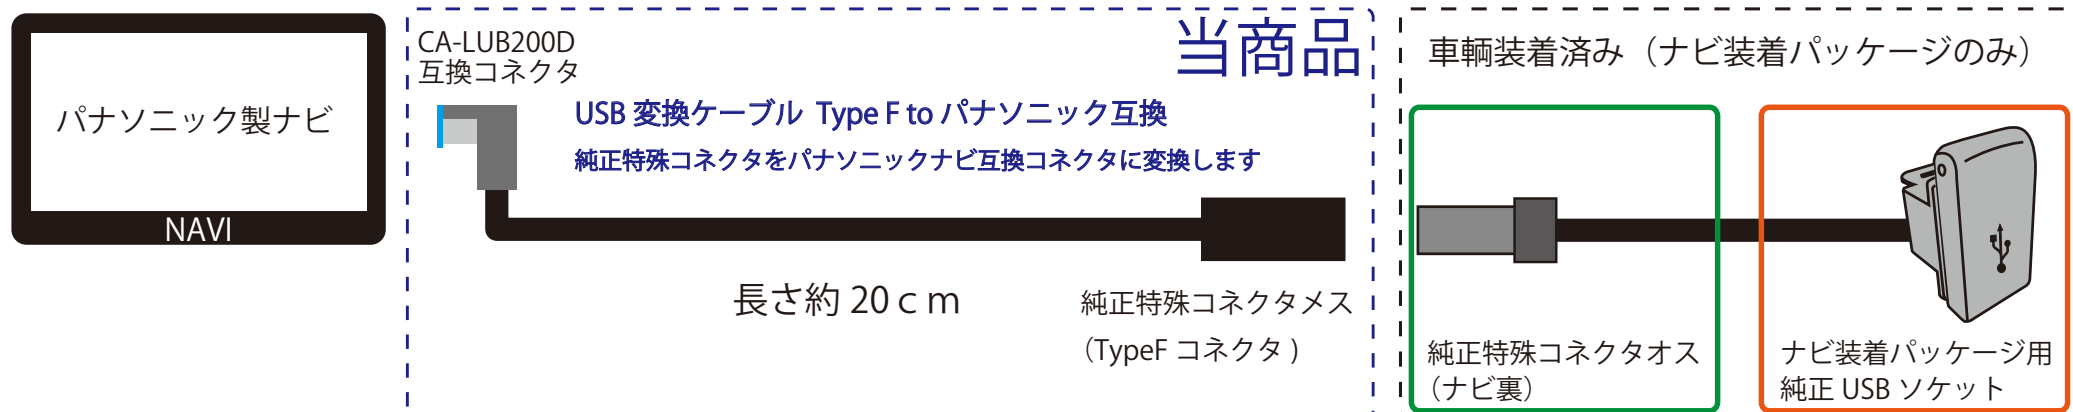 パナソニック製ナビ
NAVI
CA-LUB200D
互換コネクタ
当商品
USB 変換ケーブル Type F to パナソニック互換
純正特殊コネクタをパナソニックナビ互換コネクタに変換します
長さ約 20ｃｍ
純正特殊コネクタメス
（TypeF コネクタ )
車輌装着済み（ナビ装着パッケージのみ）
純正特殊コネクタオス
（ナビ裏）
ナビ装着パッケージ用
純正 USB ソケット